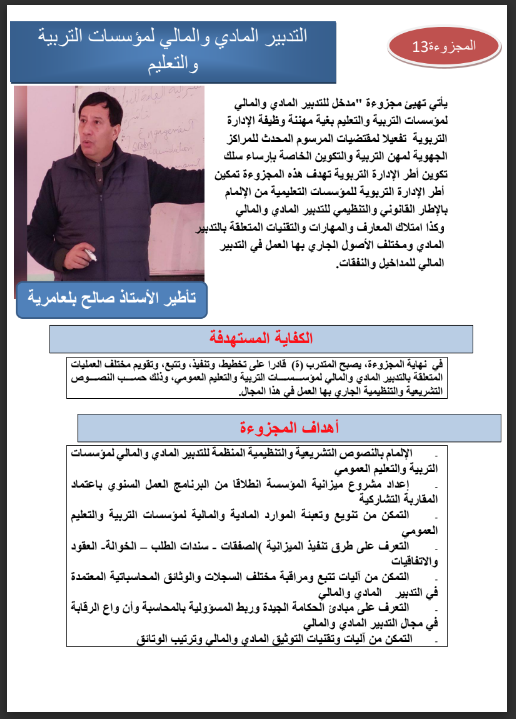 المجزوءة13
التدبير المادي والمالي لمؤسسات التربية
والتعليم
يأتي تهيئ مجزوءة "مدخل للتدبير المادي والمالي
لمؤسسات التربية والتعليم بغية مهننة وظيفة الإدارة
التربوية تفعيلا لمقتضيات المرسوم المحدث للمراكز
الجهوية لمهن التربية والتكوين الخاصة بإرساء سلك
تكوين أطر الإدارة التربوية تهدف هذه المجزوءة تمكين
أطر الإدارة التربوية للمؤسسات التعليمية من الإلمام
بالإطار القانوني والتنظيمي للتدبير المادي والمالي
وكذا امتلاك المعارف والمهارات والتقنيات المتعلقة بالتدبير
المادي ومختلف الأصول الجاري بها العمل في التدبير
المالي للمداخيل والنفقات.
تأطير الأستاذ صالح بلعامرية
الكفاية المستهدفة
في نهاية المجزوءة، يصبح المتدرب (ة) قادرا على تخطيط، وتنفيذ، وتتبع، وتقويم مختلف العمليات
المتعلقة بالتدبير المادي والمالي لمؤسسات التربية والتعليم العمومي، وذلك حسب النصوص
التشريعية والتنظيمية الجاري بها العمل في هذا المجال.
أهداف المجزوءة
- الإلمام بالنصوص التشريعية والتنظيمية المنظمة للتدبير المادي والمالي لمؤسسات
التربية والتعليم العمومي
- إعداد مشروع ميزانية المؤسسة انطلاقا من البرنامج العمل السنوي باعتماد
المقاربة التشاركية
- التمكن من تنويع وتعبئة الموارد المادية والمالية لمؤسسات التربية والتعليم
العمومي
- التعرف على طرق تنفيذ الميزانية )الصفقات - سندات الطلب – الحوالة- العقود
والاتفاقيات
- التمكن من آليات تتبع ومراقبة مختلف السجلات والوثائق المحاسباتية المعتمدة
في التدبير المادي والمالي
- التعرف على مبادئ الحكامة الجيدة وربط المسؤولية بالمحاسبة وأن واع الرقابة
في مجال التدبير المادي والمالي
- التمكن من آليات وتقنيات التوثيق المادي والمالي وترتيب الوثائق